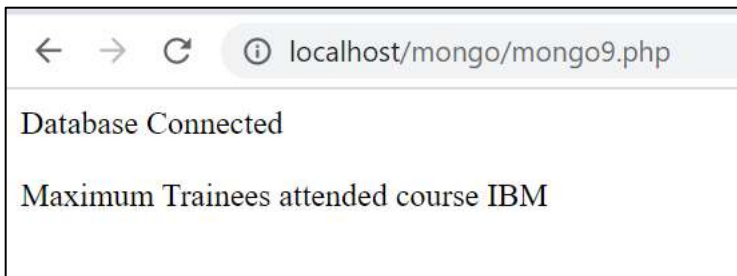 localhost/mongo/mongo9.php
Database Connected
Maximum Trainees attended course IBM